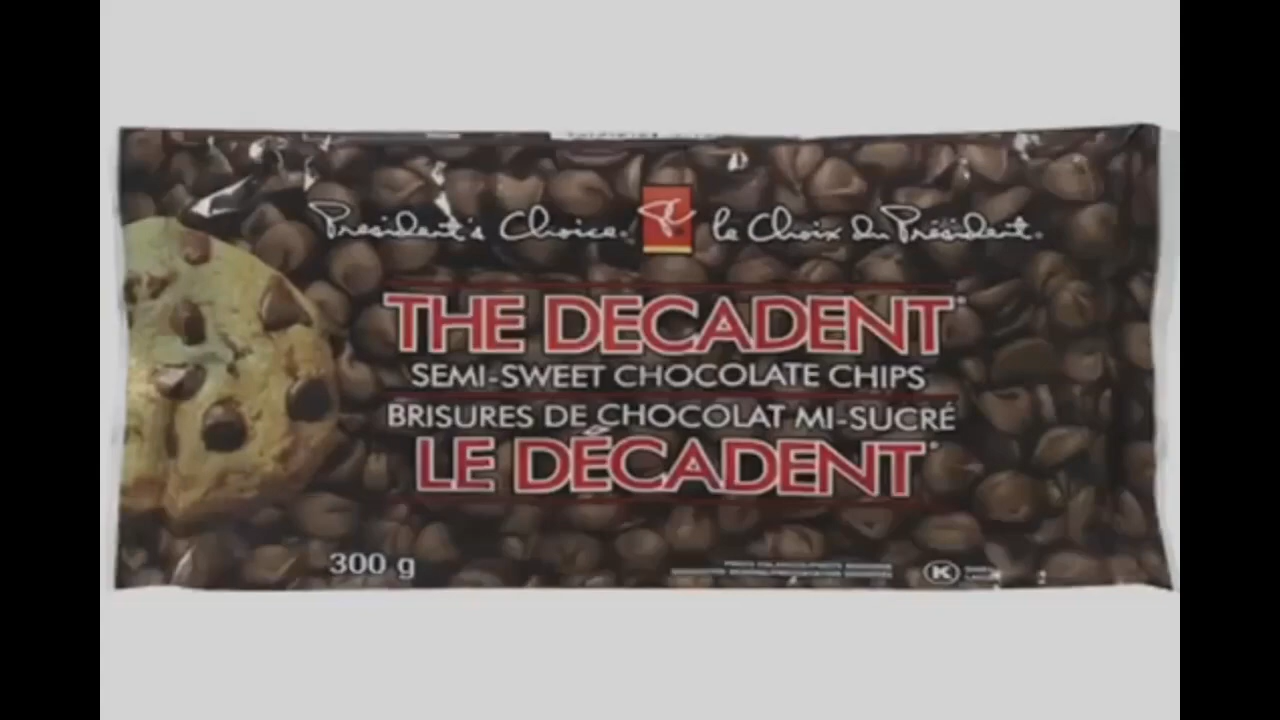 President's Choice. le Choix du Président.
THE DECADENT
SEMI-SWEET CHOCOLATE CHIPS
BRISURES DE CHOCOLAT MI-SUCRÉ
LE DÉCADENT
300 g
K